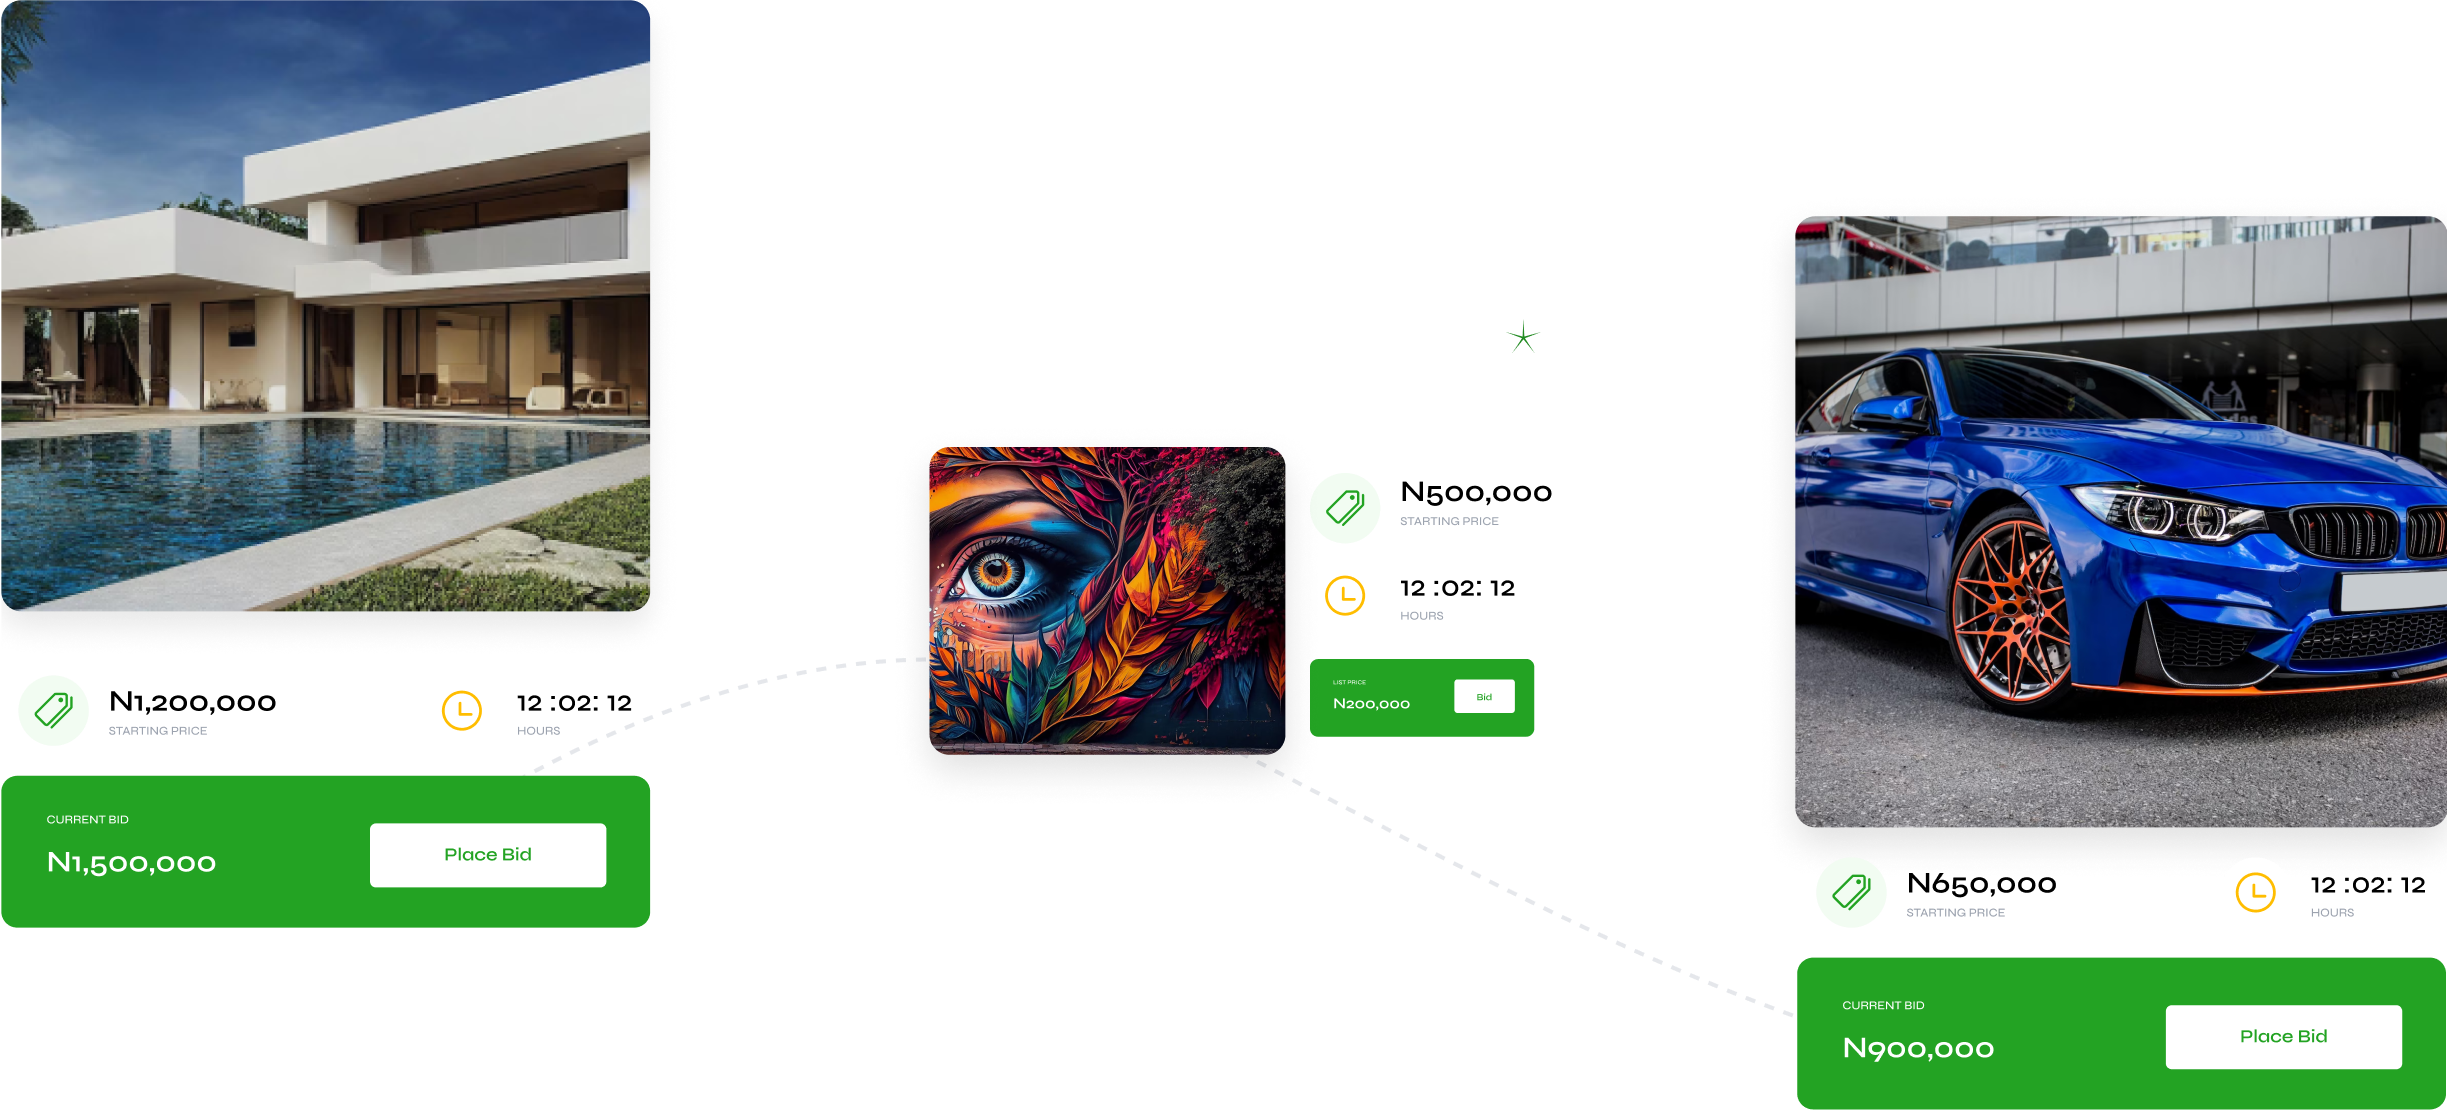 N1,200,000
STARTING PRICE
12 :02: 12
HOURS
CURRENT BID
N1,500,000
Place Bid
N500,000
STARTING PRICE
12 :02: 12
HOURS
LIST PRICE
N200,000
Bid
N650,000
STARTING PRICE
12 :02: 12
HOURS
CURRENT BID
N900,000
Place Bid